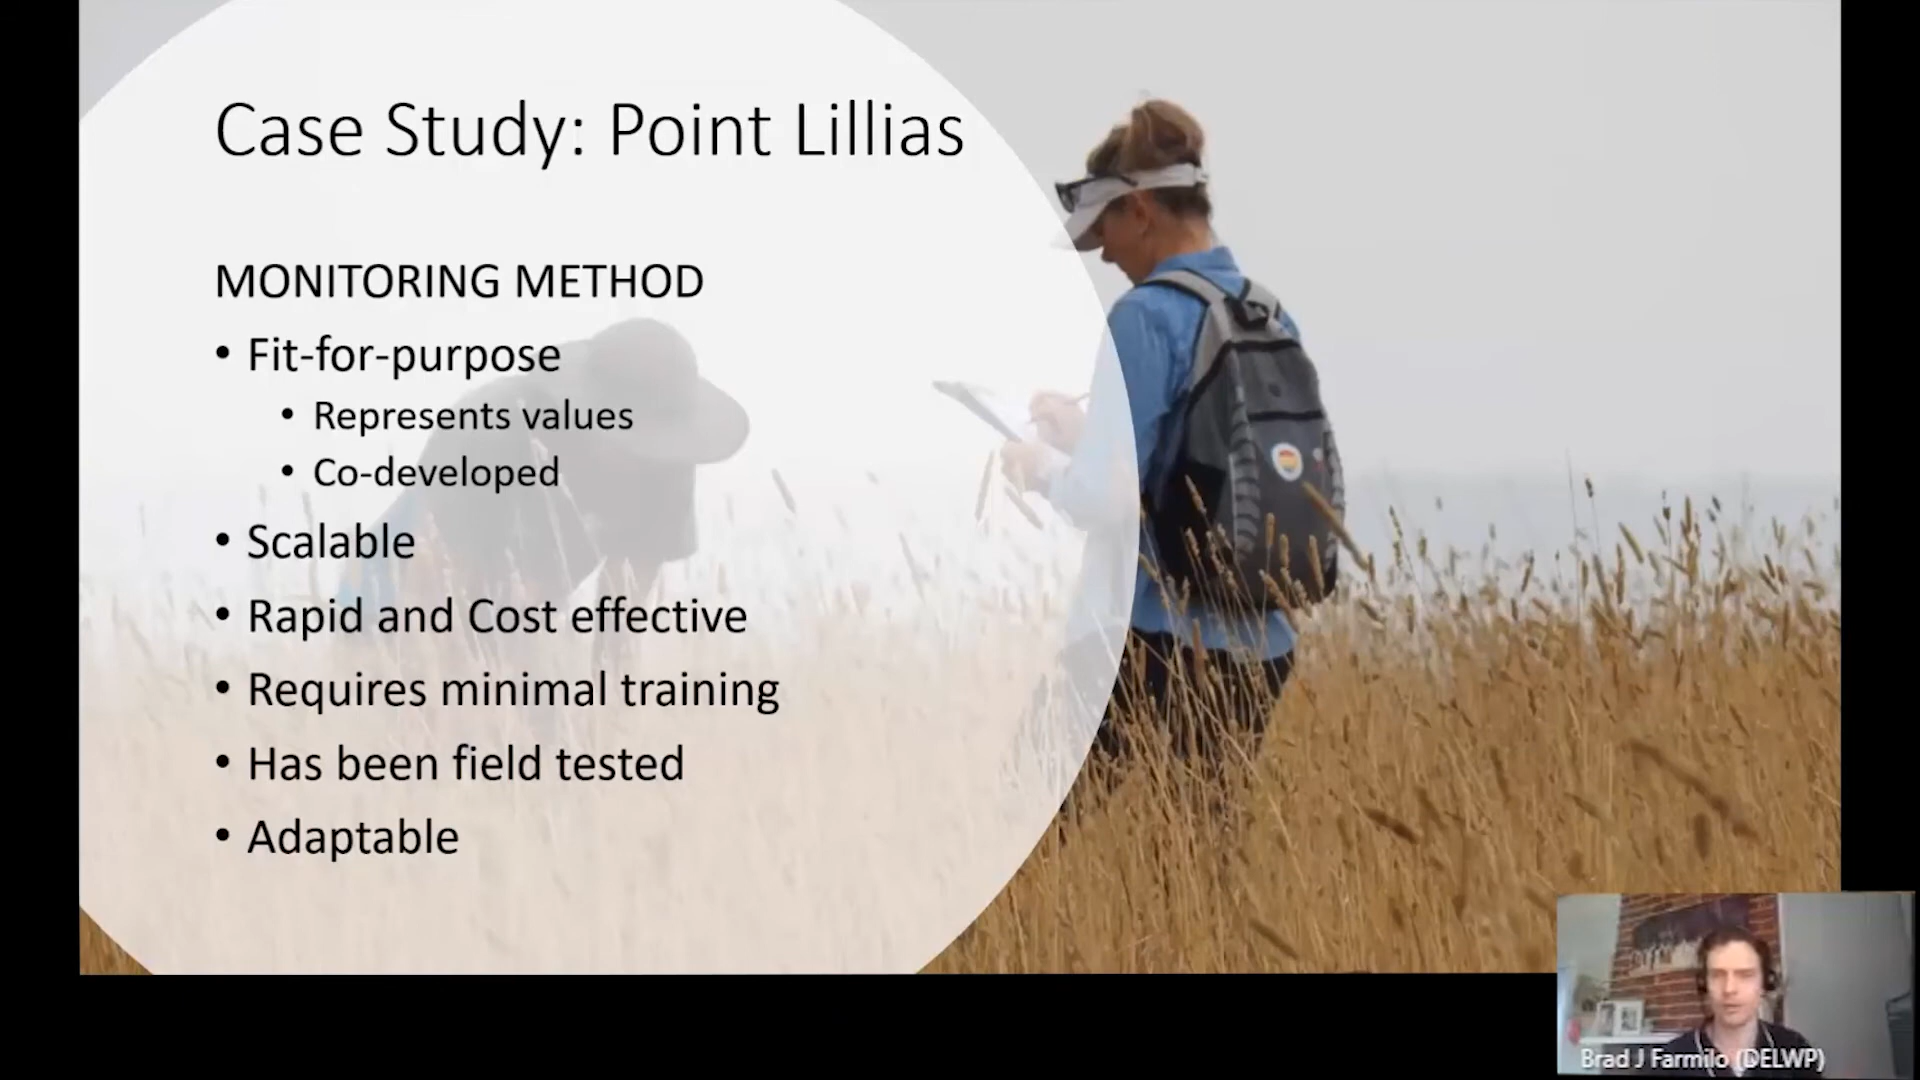 Case Study: Point Lillias
MONITORING METHOD
• Fit-for-purpose
• Represents values
• Co-developed
• Scalable
• Rapid and Cost effective
• Requires minimal training
• Has been field tested
• Adaptable
Brad J Farmilo (DELWP)